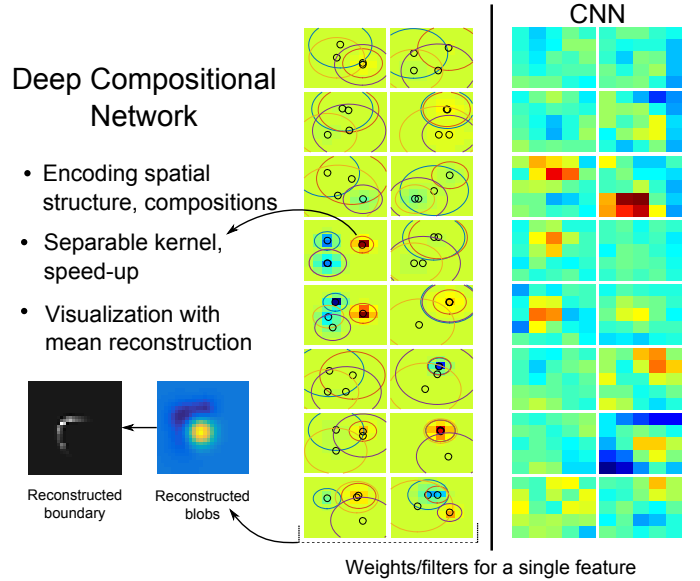 CNN
Deep Compositional
Network
• Encoding spatial
structure, compositions
• Separable kernel,
speed-up
• Visualization with
mean reconstruction
Reconstructed
boundary
Reconstructed
blobs
Weights/filters for a single feature